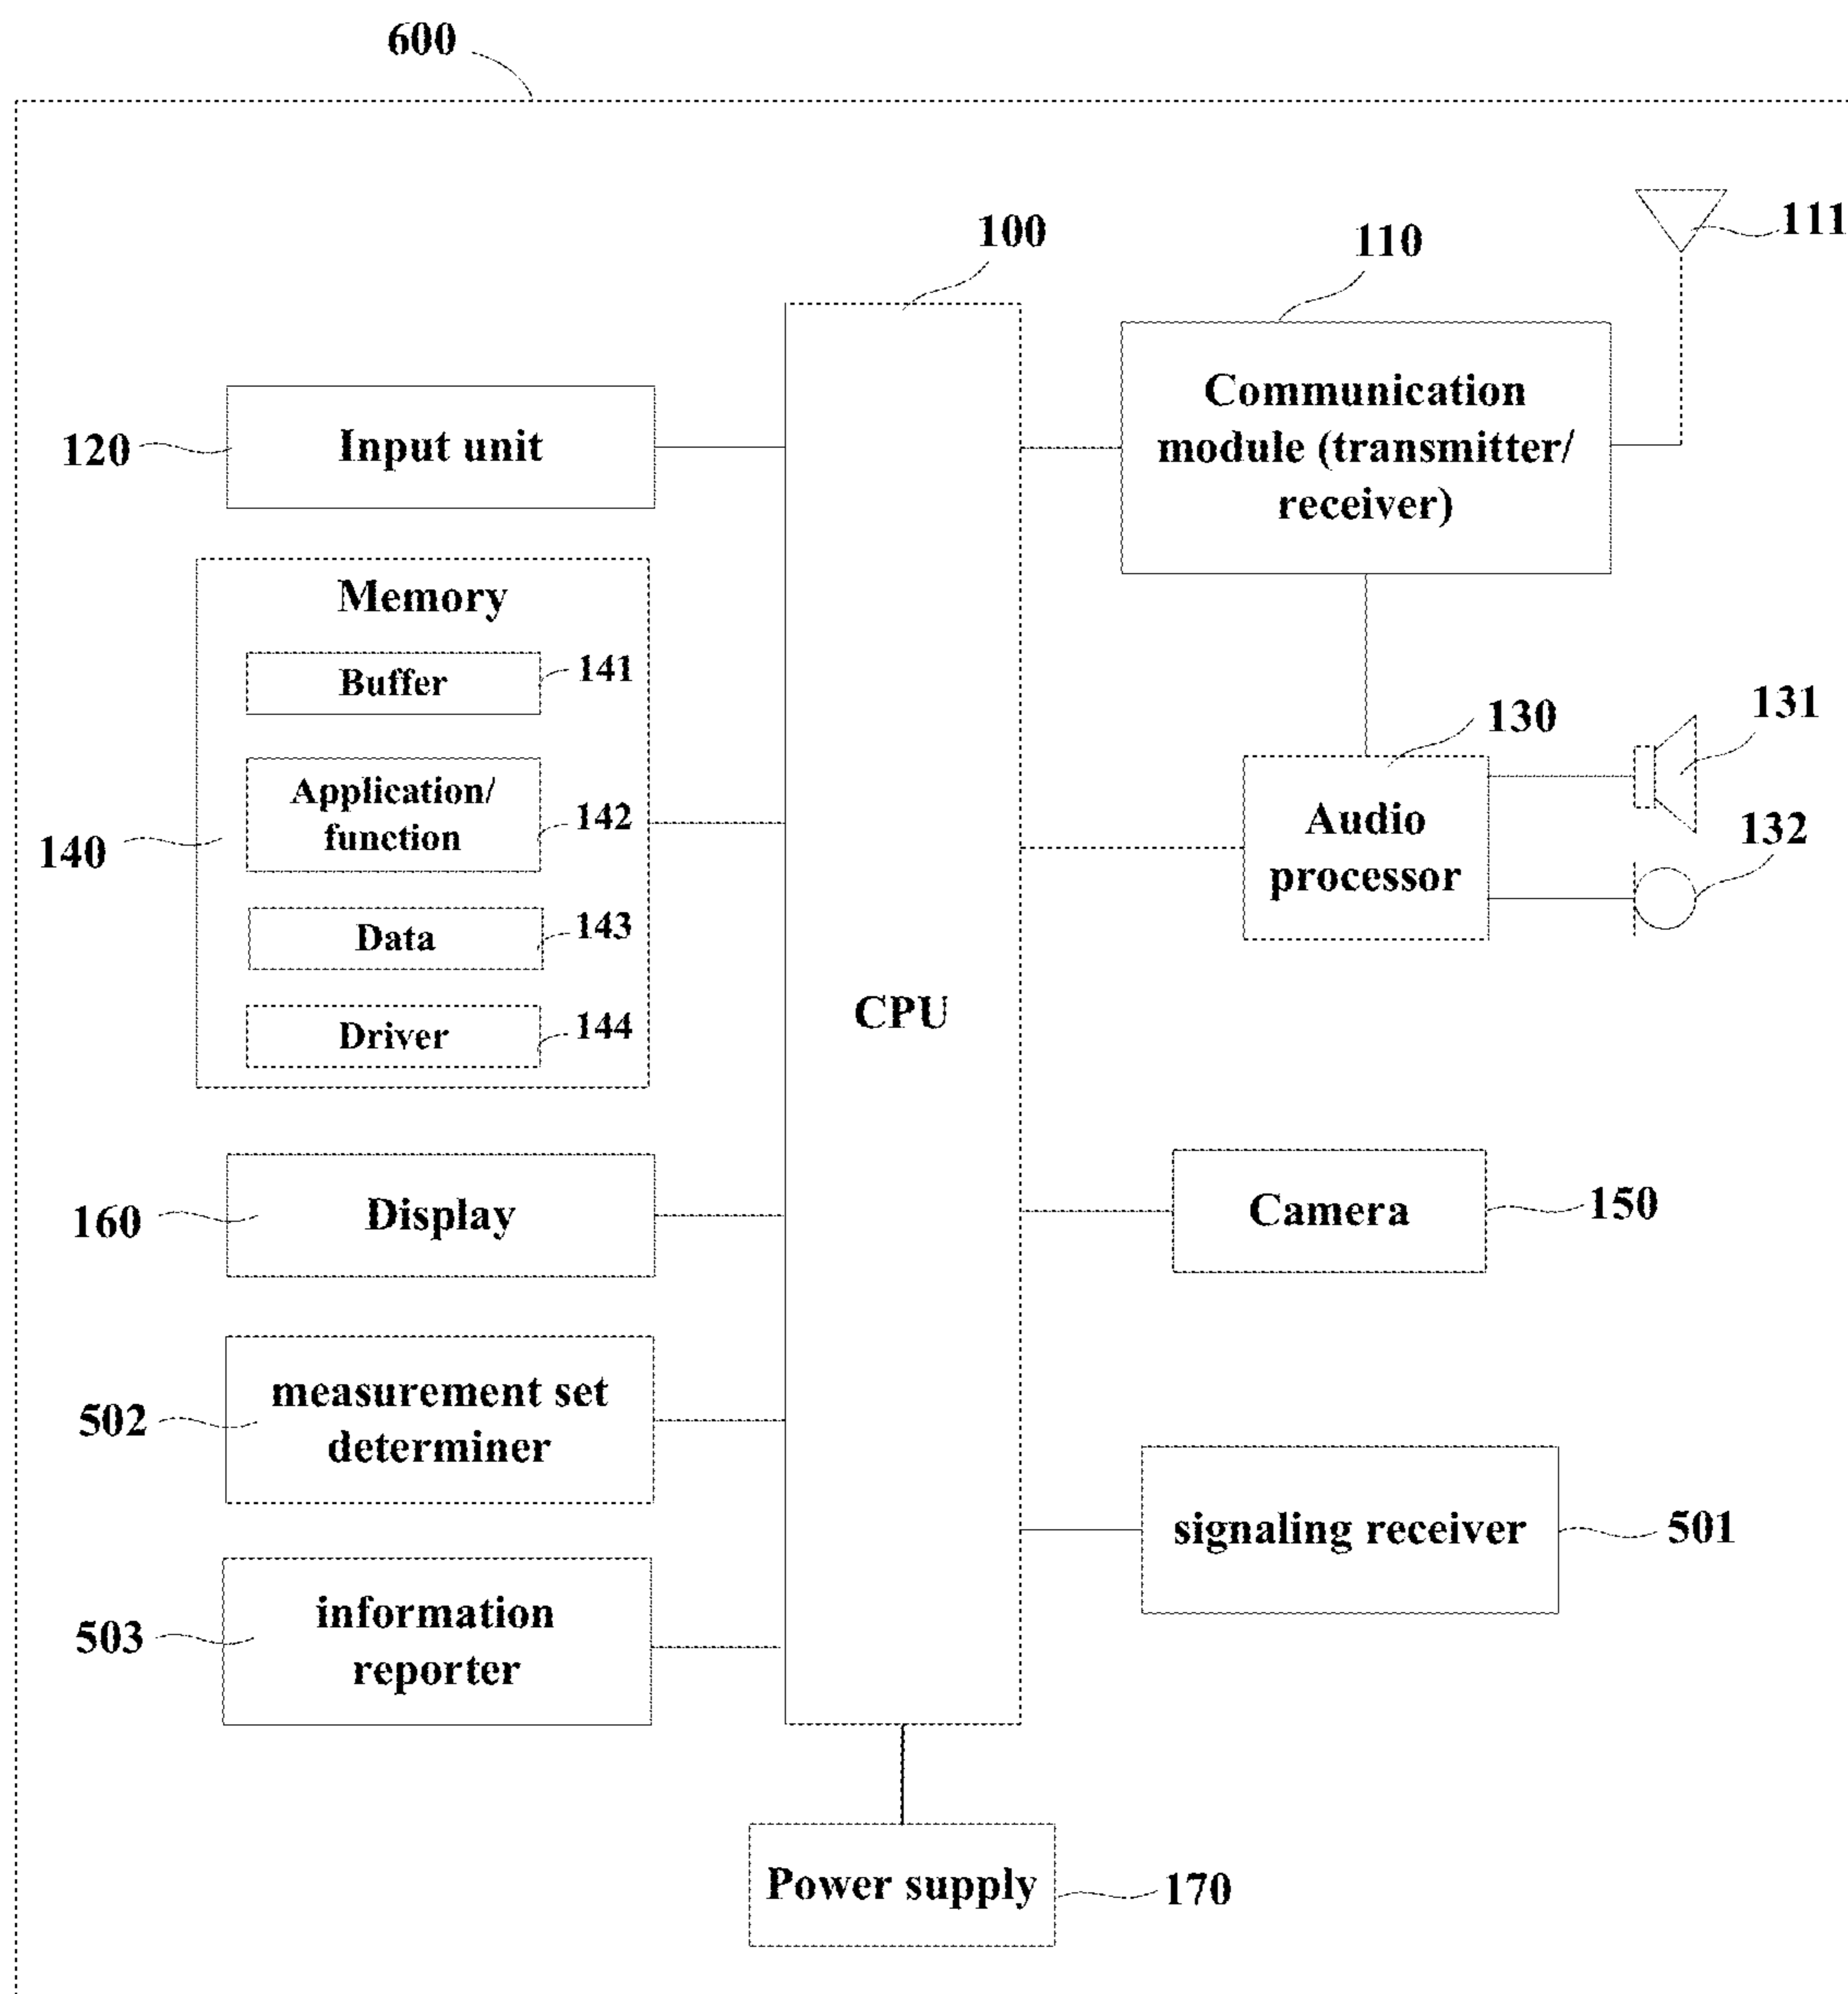 600
100
110
111
Communication
module (transmitter/
receiver)
120
Input unit
Memory
Buffer
141
Application/
function
142
140
Data
143
Driver
144
130
131
Audio
processor
132
CPU
160
Display
Camera
150
measurement set
determiner
502
signaling receiver
501
information
reporter
503
Power supply
170